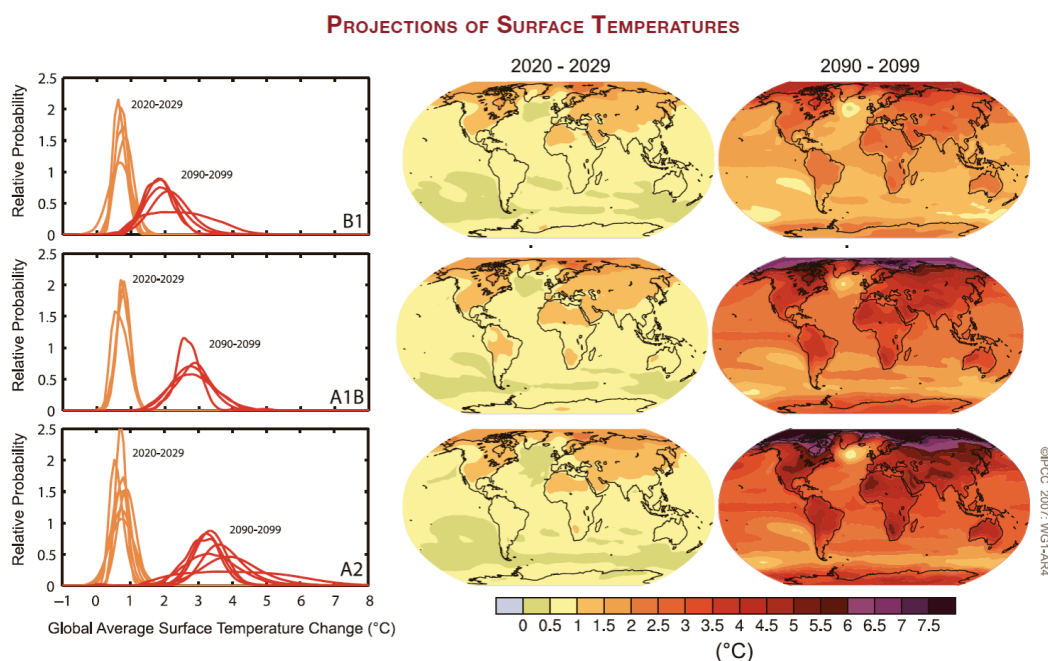 PROJECTIONS OF SURFACE TEMPERATURES
2020 - 2029
2090 - 2099
2.5
2
1.5
1
0.5
0
Relative Probability
2020-2029
2090-2099
B1
2.5
2
1.5
1
0.5
0
Relative Probability
2020-2029
2090-2099
A1B
2.5
2
1.5
1
0.5
0
Relative Probability
2020-2029
2090-2099
A2
-1 0 1 2 3 4 5 6 7 8
Global Average Surface Temperature Change (°C)
0 0.5 1 1.5 2 2.5 3 3.5 4 4.5 5 5.5 6 6.5 7 7.5
(°C)
©IPCC 2007: WG1-AR4